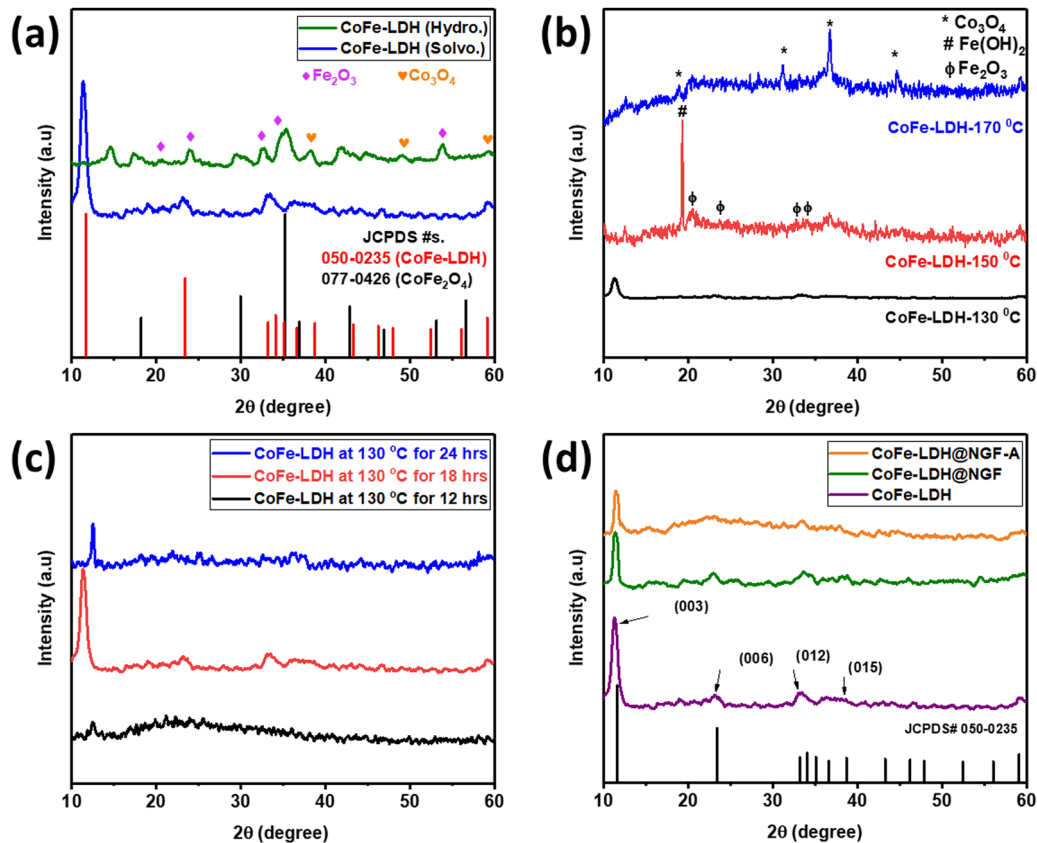 (a)
CoFe-LDH (Hydro.)
CoFe-LDH (Solvo.)
♦ Fe₂O₃ ♥ Co₃O₄
JCPDS #s.
050-0235 (CoFe-LDH)
077-0426 (CoFe₂O₄)
Intensity (a.u)
10 20 30 40 50 60
2θ (degree)
(b)
* Co₃O₄
# Fe(OH)₂
ϕ Fe₂O₃
* * * *
CoFe-LDH-170 ⁰C
#
ϕ ϕ ϕ ϕ
CoFe-LDH-150 ⁰C
CoFe-LDH-130 ⁰C
Intensity (a.u)
10 20 30 40 50 60
2θ (degree)
(c)
CoFe-LDH at 130 ⁰C for 24 hrs
CoFe-LDH at 130 ⁰C for 18 hrs
CoFe-LDH at 130 ⁰C for 12 hrs
Intensity (a.u)
10 20 30 40 50 60
2θ (degree)
(d)
CoFe-LDH@NGF-A
CoFe-LDH@NGF
CoFe-LDH
(003)
(006) (012) (015)
JCPDS# 050-0235
Intensity (a.u)
10 20 30 40 50 60
2θ (degree)